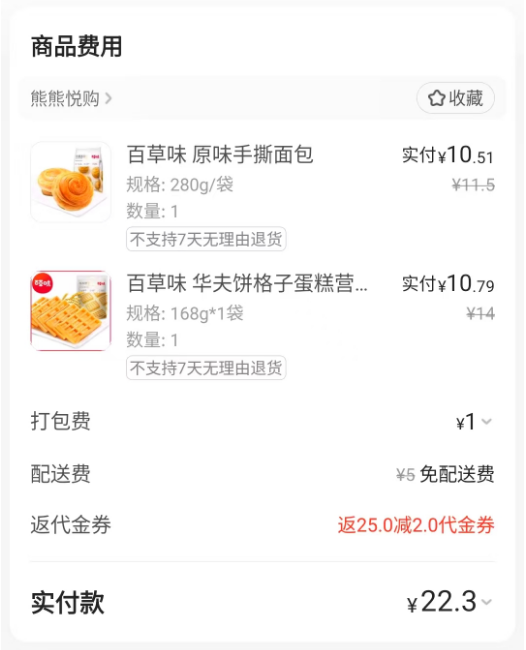 商品费用
熊熊悦购
收藏
百草味 原味手撕面包
实付¥10.51
规格: 280g/袋
¥11.5
数量: 1
不支持7天无理由退货
百草味 华夫饼格子蛋糕营...
实付¥10.79
规格: 168g*1袋
¥14
数量: 1
不支持7天无理由退货
打包费
¥1
配送费
¥5 免配送费
返代金券
返25.0减2.0代金券
实付款
¥22.3